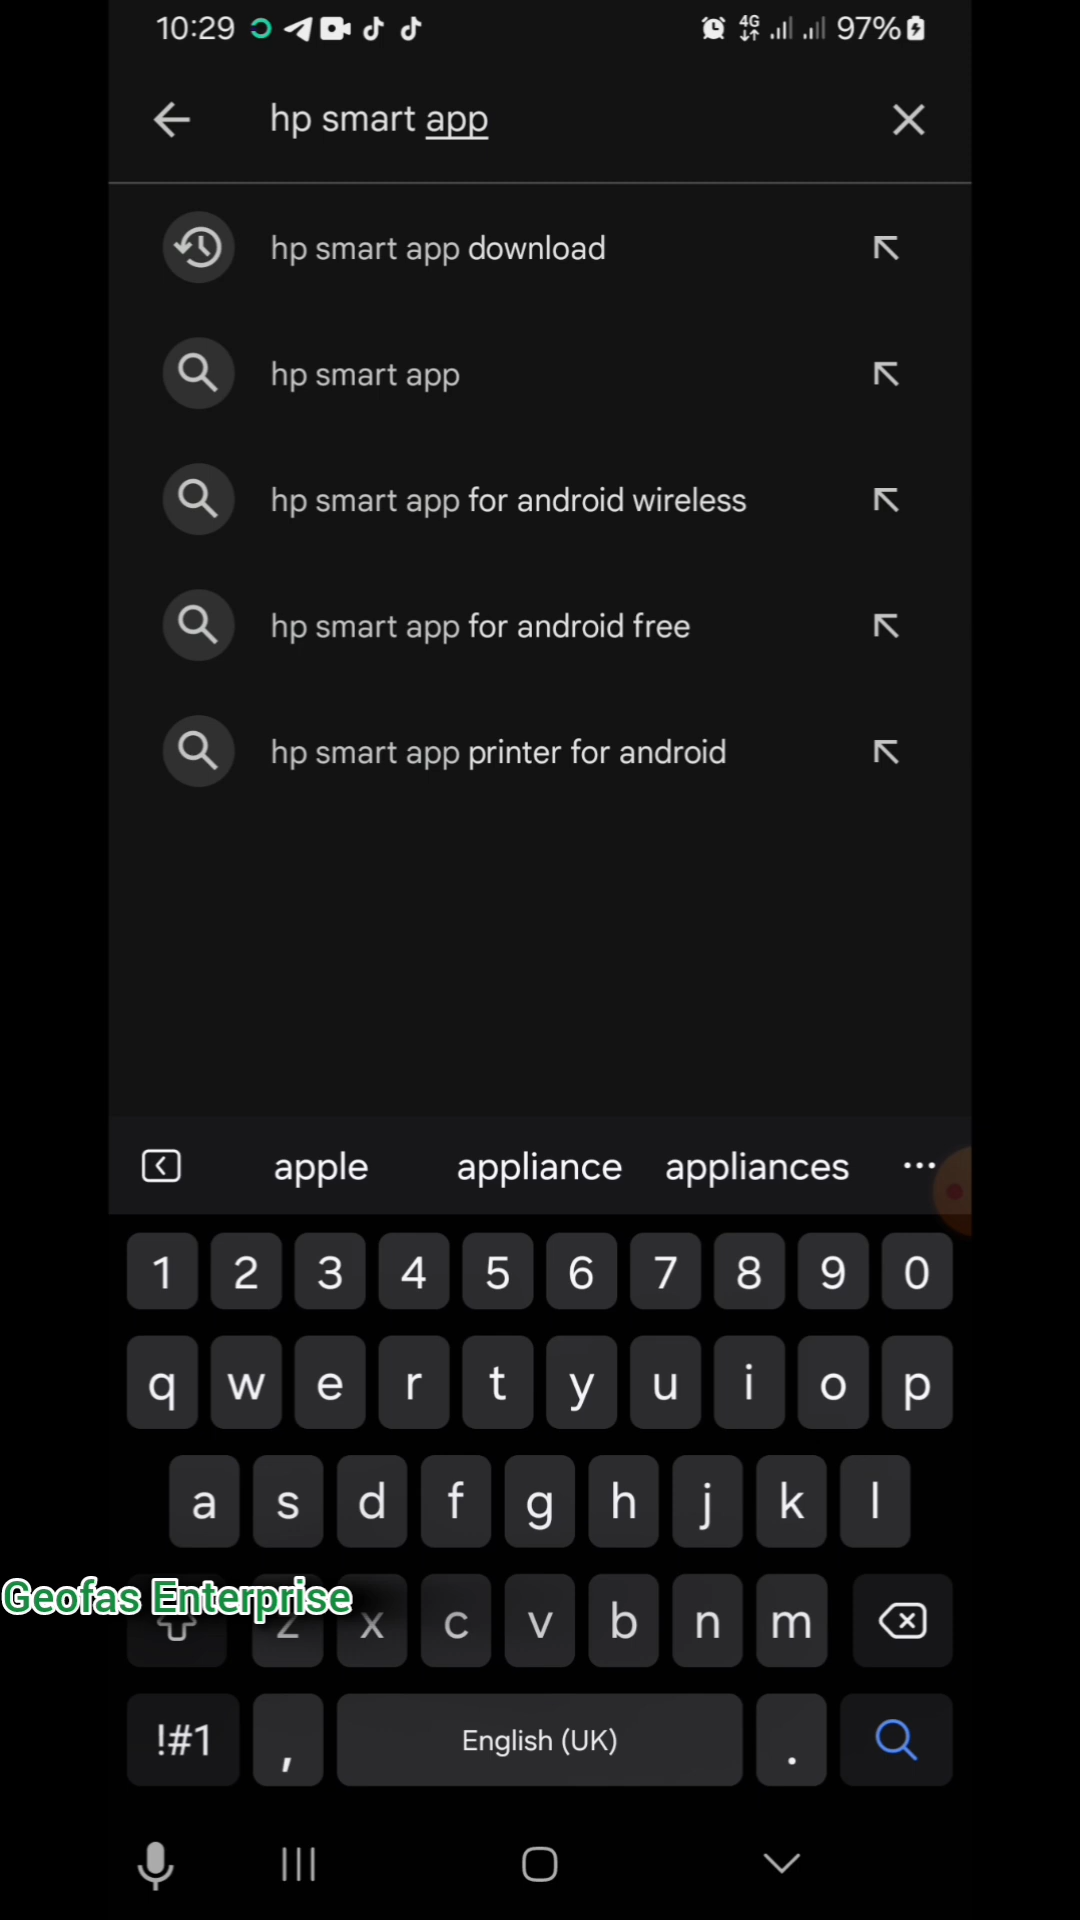 10:29 4G 97%
hp smart app
hp smart app download
hp smart app
hp smart app for android wireless
hp smart app for android free
hp smart app printer for android
apple appliance appliances ...
1 2 3 4 5 6 7 8 9 0
q w e r t y u i o p
a s d f g h j k l
Geofas Enterprise
z x c v b n m
!#1 , English (UK) .